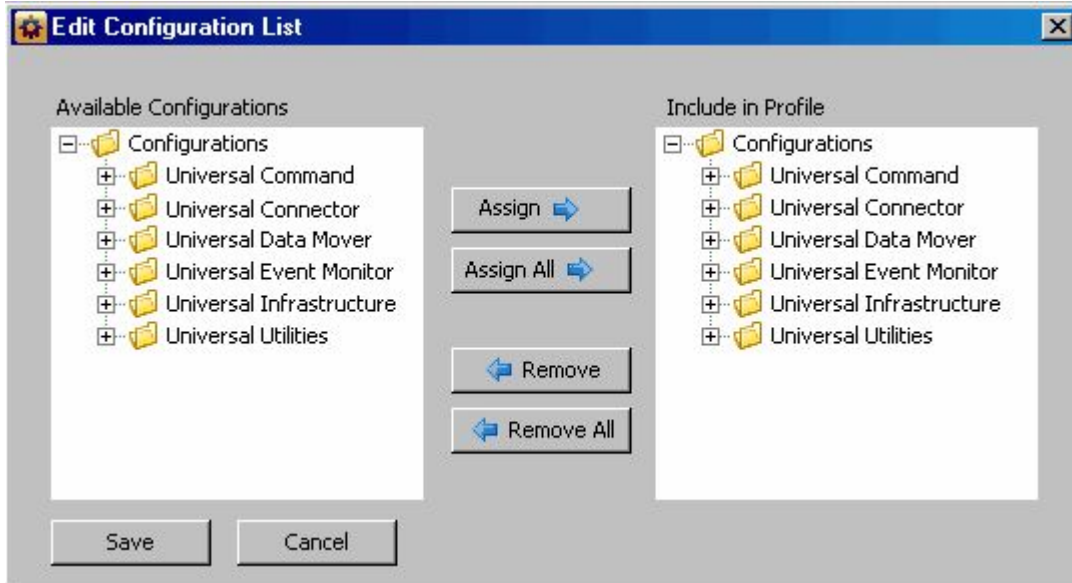 Edit Configuration List
Available Configurations
Configurations
Universal Command
Universal Connector
Universal Data Mover
Universal Event Monitor
Universal Infrastructure
Universal Utilities
Assign
Assign All
Remove
Remove All
Include in Profile
Configurations
Universal Command
Universal Connector
Universal Data Mover
Universal Event Monitor
Universal Infrastructure
Universal Utilities
Save
Cancel